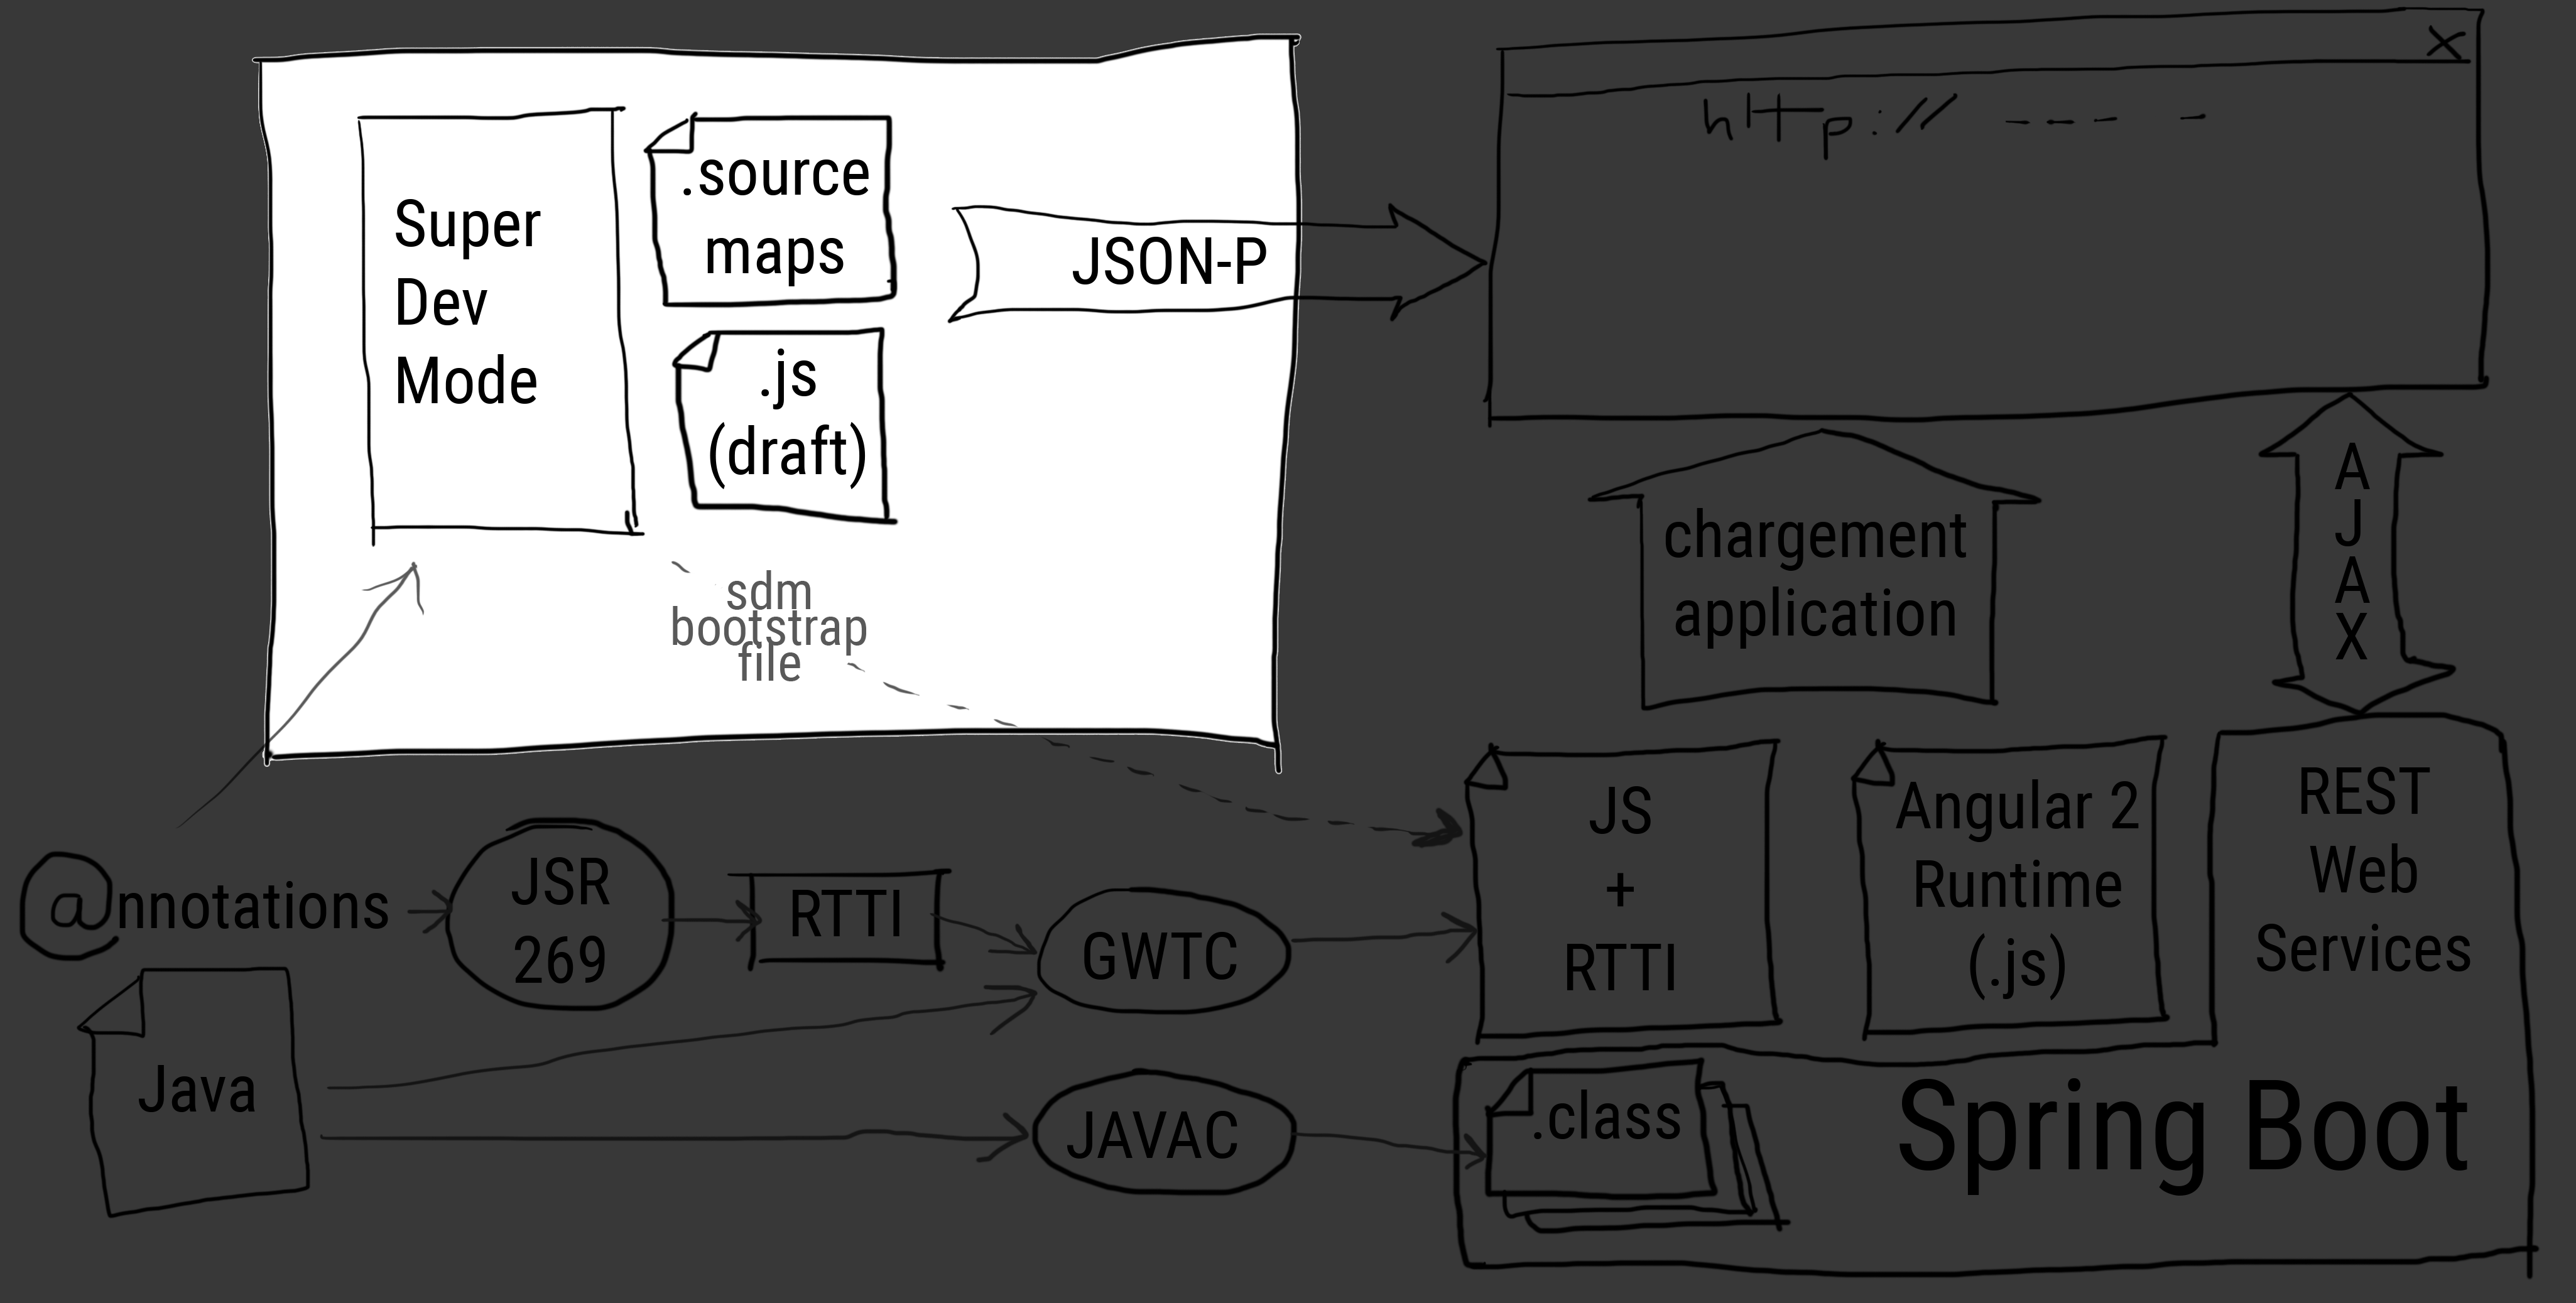 Super
Dev
Mode
.source
maps
.js
(draft)
JSON-P
sdm
bootstrap
file
X
http://
chargement
application
A
J
A
X
@nnotations
JSR
269
RTTI
GWTC
Java
JAVAC
JS
+
RTTI
Angular 2
Runtime
(.js)
REST
Web
Services
.class
Spring Boot